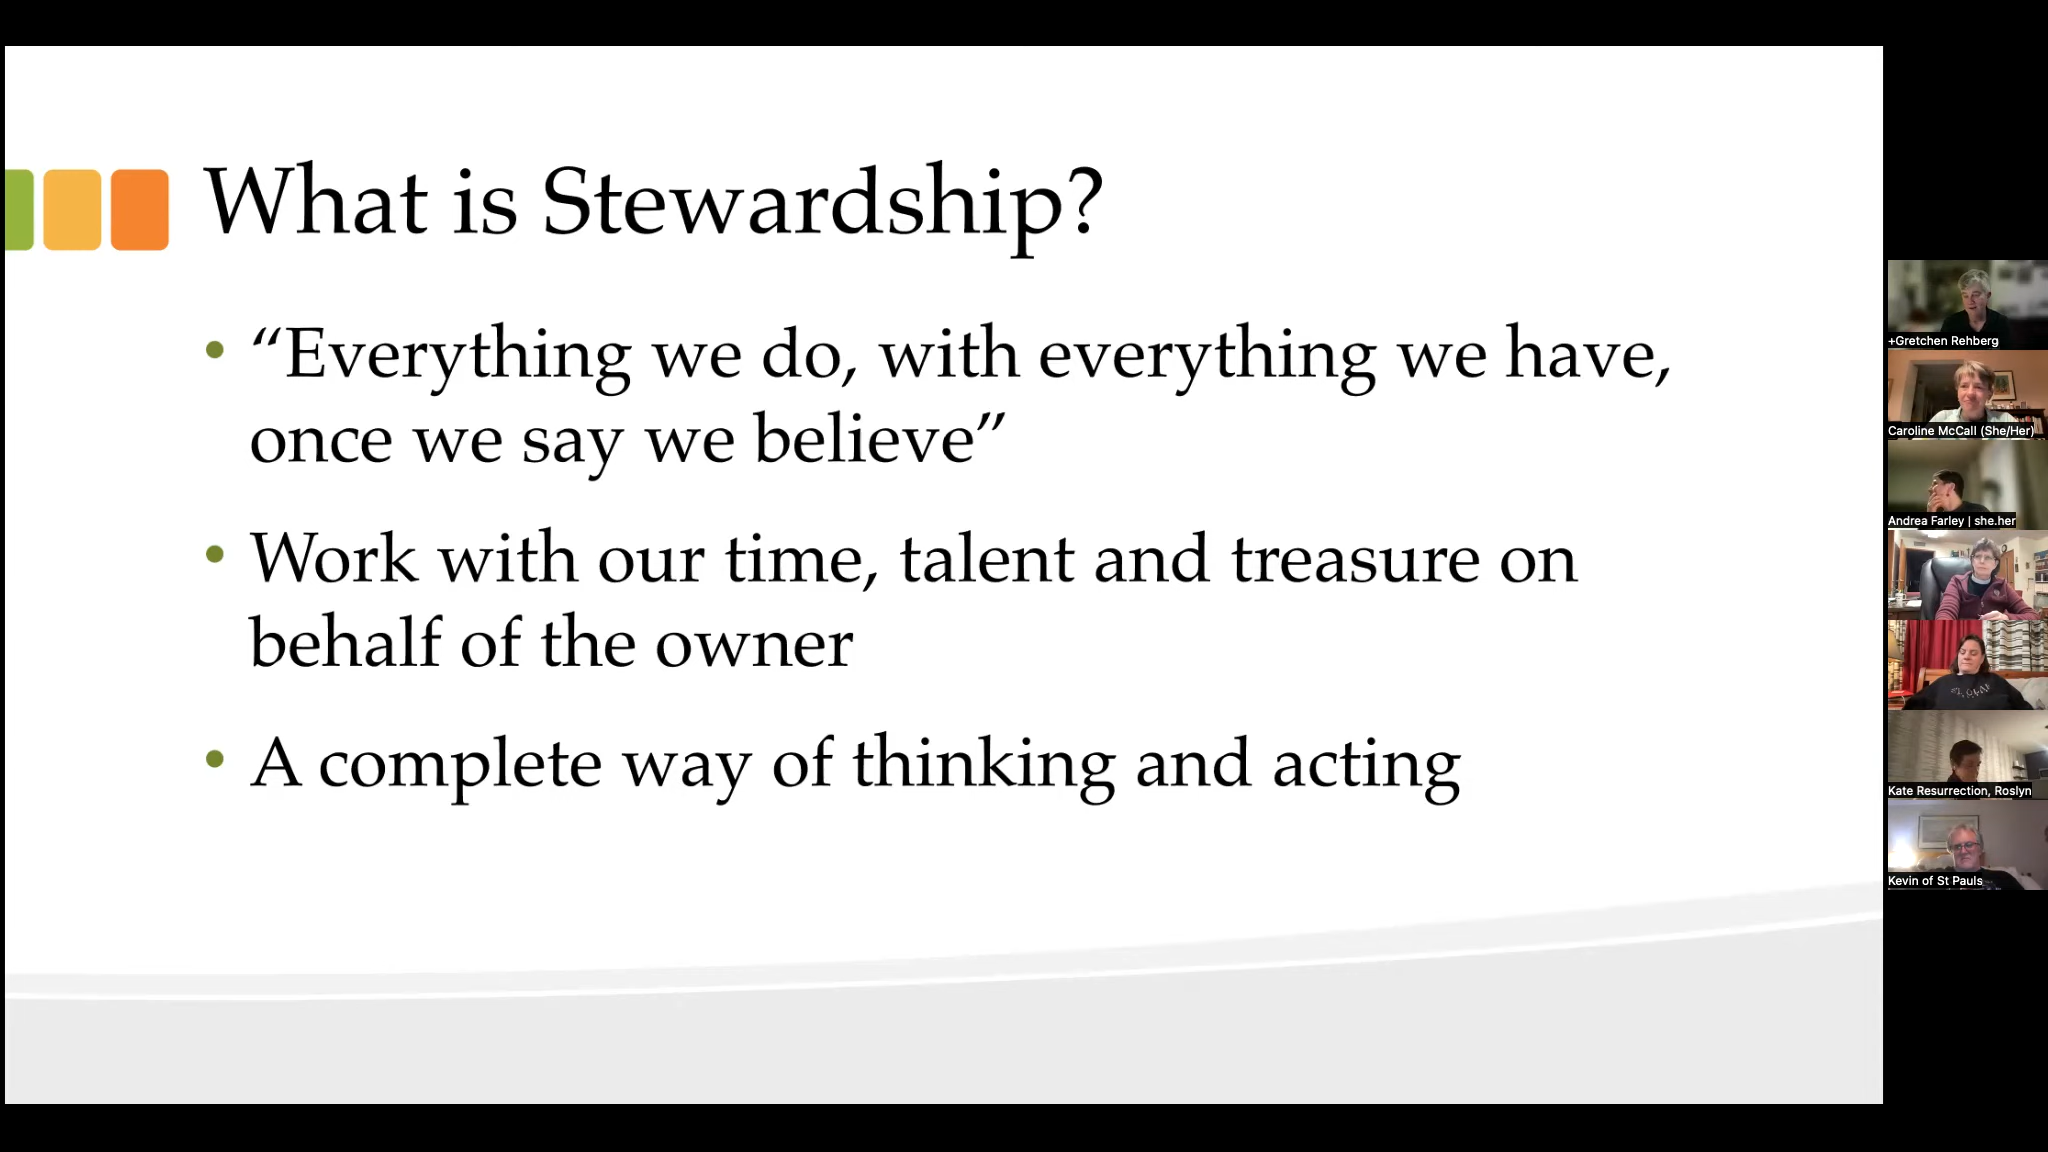 What is Stewardship?
• “Everything we do, with everything we have,
once we say we believe”
• Work with our time, talent and treasure on
behalf of the owner
• A complete way of thinking and acting
+Gretchen Rehberg
Caroline McCall (She/Her)
Andrea Farley | she.her
Kate Resurrection, Roslyn
Kevin of St Pauls